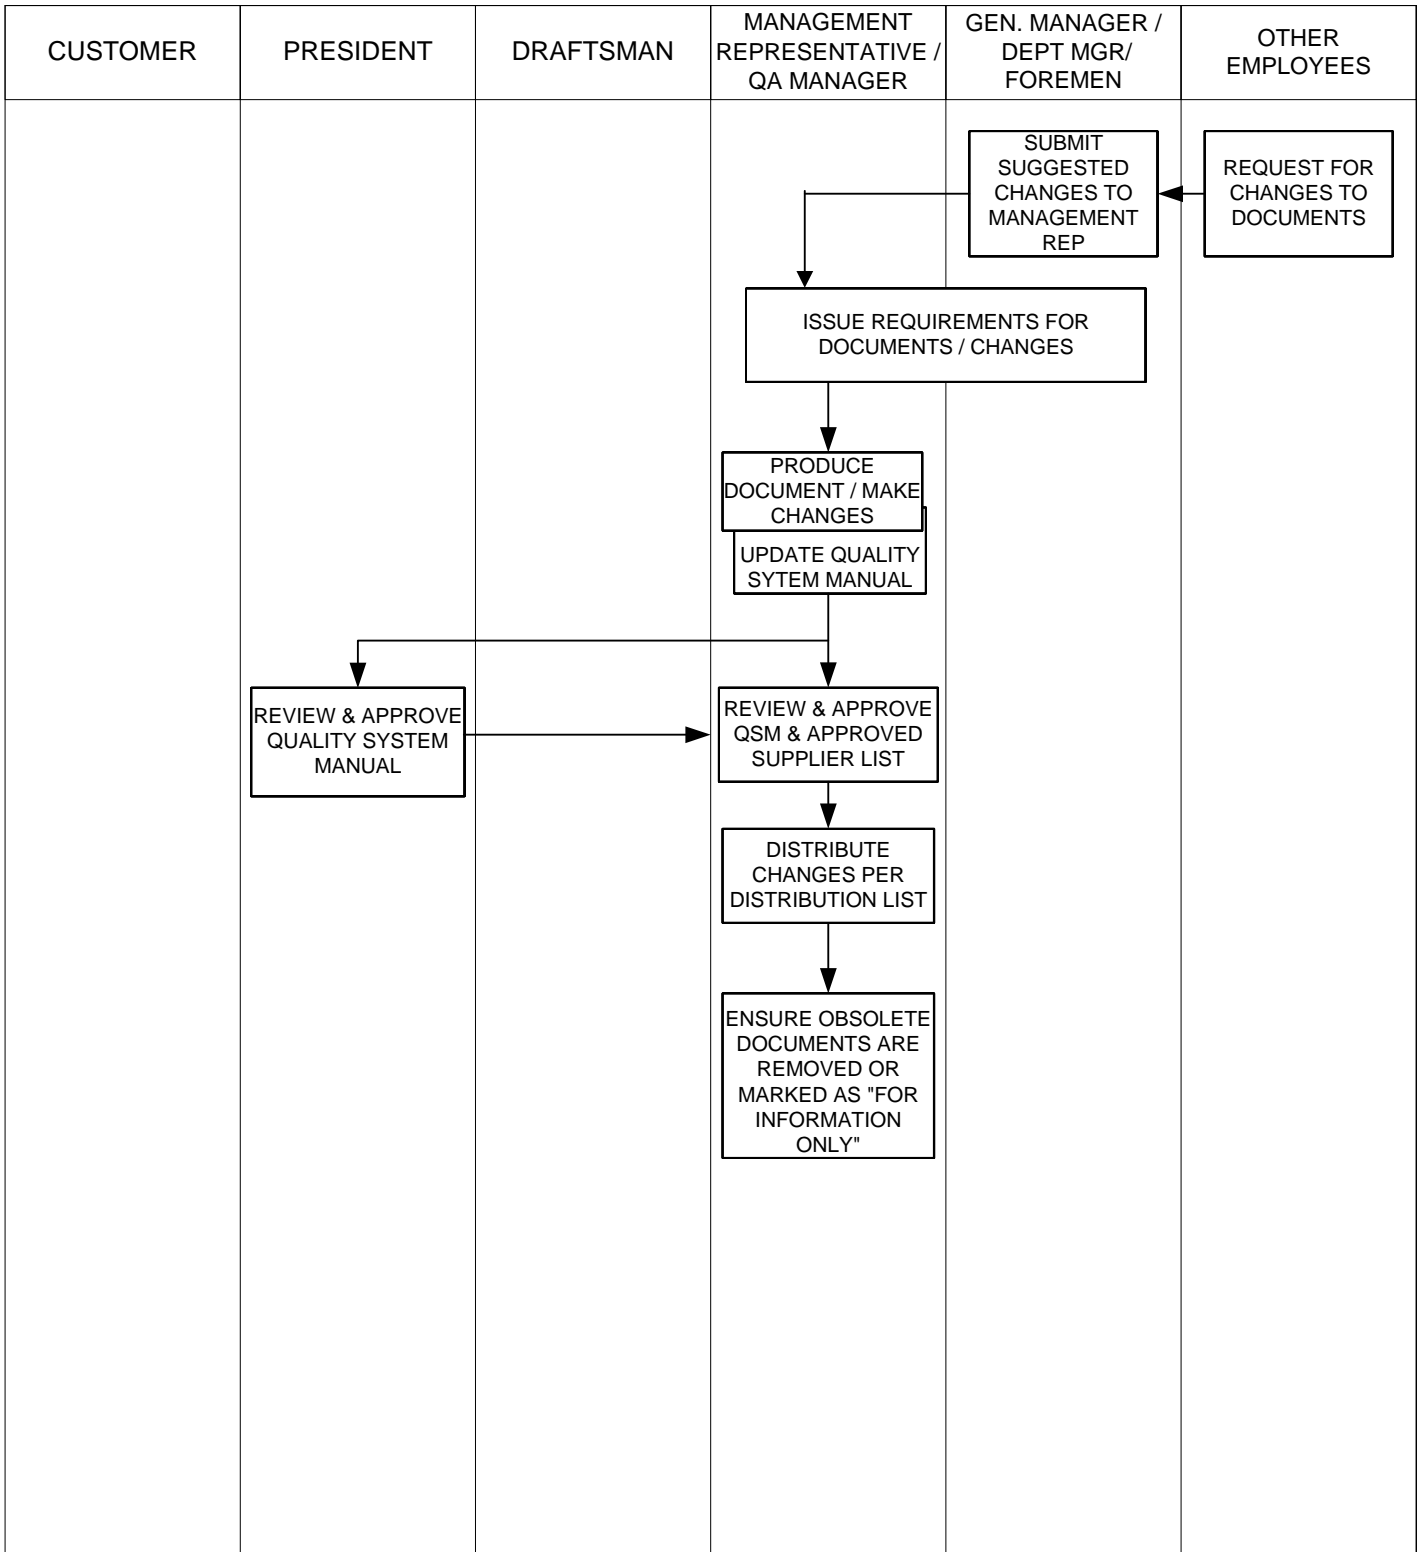 CUSTOMER
PRESIDENT
DRAFTSMAN
MANAGEMENT
REPRESENTATIVE /
QA MANAGER
GEN. MANAGER /
DEPT MGR/
FOREMEN
OTHER
EMPLOYEES
SUBMIT
SUGGESTED
CHANGES TO
MANAGEMENT
REP
REQUEST FOR
CHANGES TO
DOCUMENTS
ISSUE REQUIREMENTS FOR
DOCUMENTS / CHANGES
PRODUCE
DOCUMENT / MAKE
CHANGES
UPDATE QUALITY
SYTEM MANUAL
REVIEW & APPROVE
QUALITY SYSTEM
MANUAL
REVIEW & APPROVE
QSM & APPROVED
SUPPLIER LIST
DISTRIBUTE
CHANGES PER
DISTRIBUTION LIST
ENSURE OBSOLETE
DOCUMENTS ARE
REMOVED OR
MARKED AS "FOR
INFORMATION
ONLY"